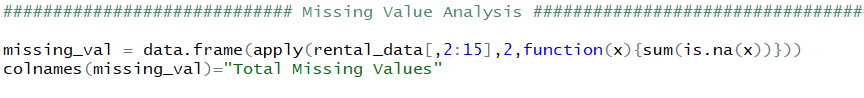 ############################# Missing Value Analysis #################################
missing_val = data.frame(apply(rental_data[,2:15],2,function(x){sum(is.na(x))}))
colnames(missing_val)="Total Missing Values"